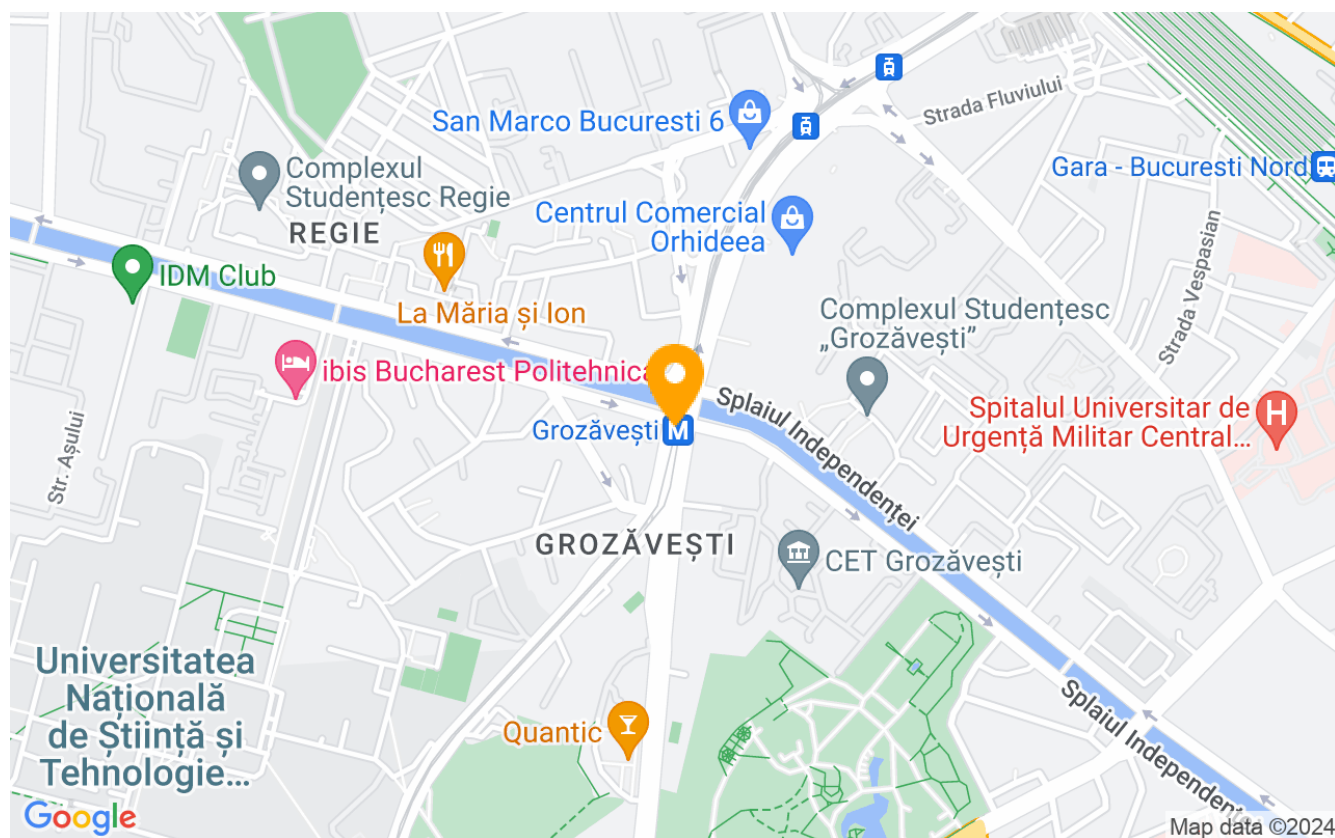 San Marco Bucuresti 6
Strada Fluviului
Gara - Bucuresti Nord
Complexul
Studențesc Regie
REGIE
Centrul Comercial
Orhideea
Strada Vespasian
IDM Club
La Măria și Ion
Complexul Studențesc
„Grozăvești”
ibis Bucharest Politehnica
Splaiul Independenței
Spitalul Universitar de
Urgență Militar Central...
H
Grozăvești
M
Str. Așului
GROZĂVEȘTI
CET Grozăvești
Universitatea
Națională
de Știință și
Tehnologie...
Quantic
Splaiul Independenț
Google
Map data ©2024